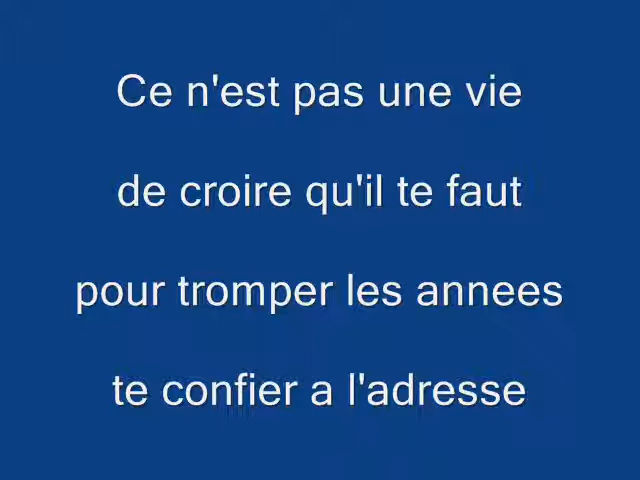 Ce n'est pas une vie
de croire qu'il te faut
pour tromper les annees
te confier a l'adresse